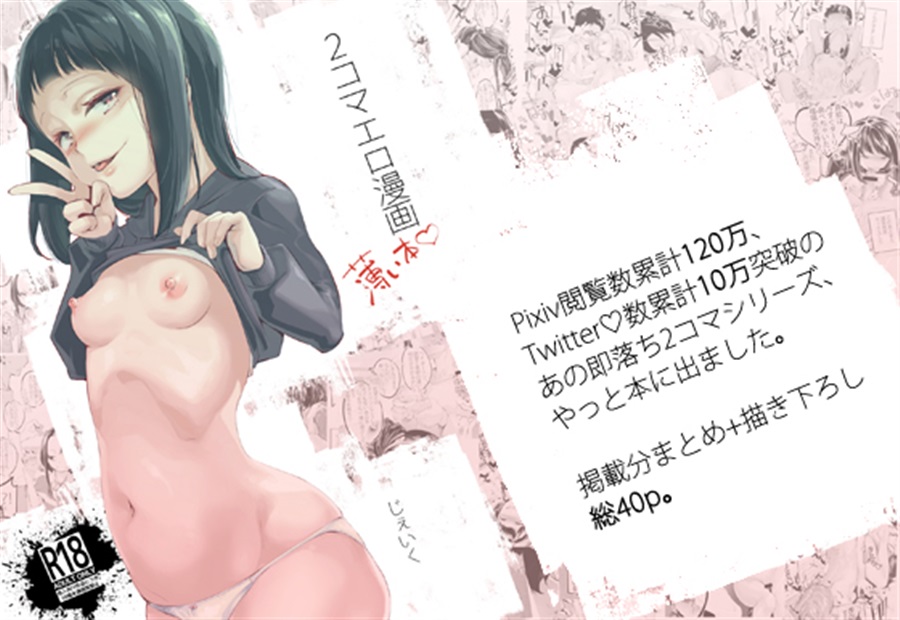 2コマエロ漫画
薄い本♡
Pixiv閲覧数累計120万、
Twitter♡数累計10万突破の
あの即落ち2コマシリーズ、
やっと本に出ました。
掲載分まとめ+描き下ろし
総40p。
じぇいく
R18
ADULT ONLY